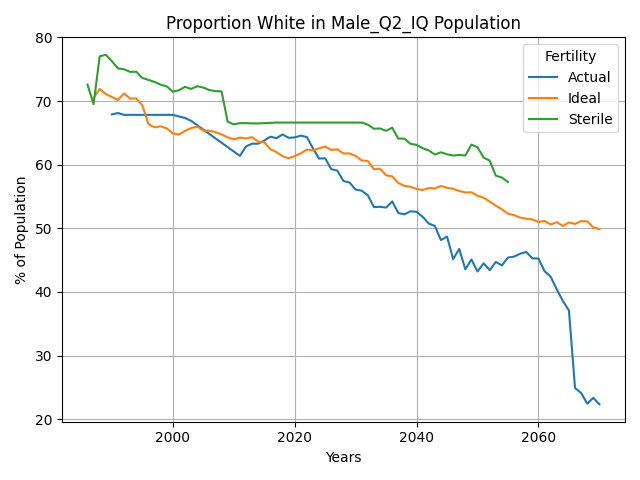 Proportion White in Male_Q2_IQ Population
% of Population
80
70
60
50
40
30
20
2000
2020
2040
2060
Years
Fertility
Actual
Ideal
Sterile